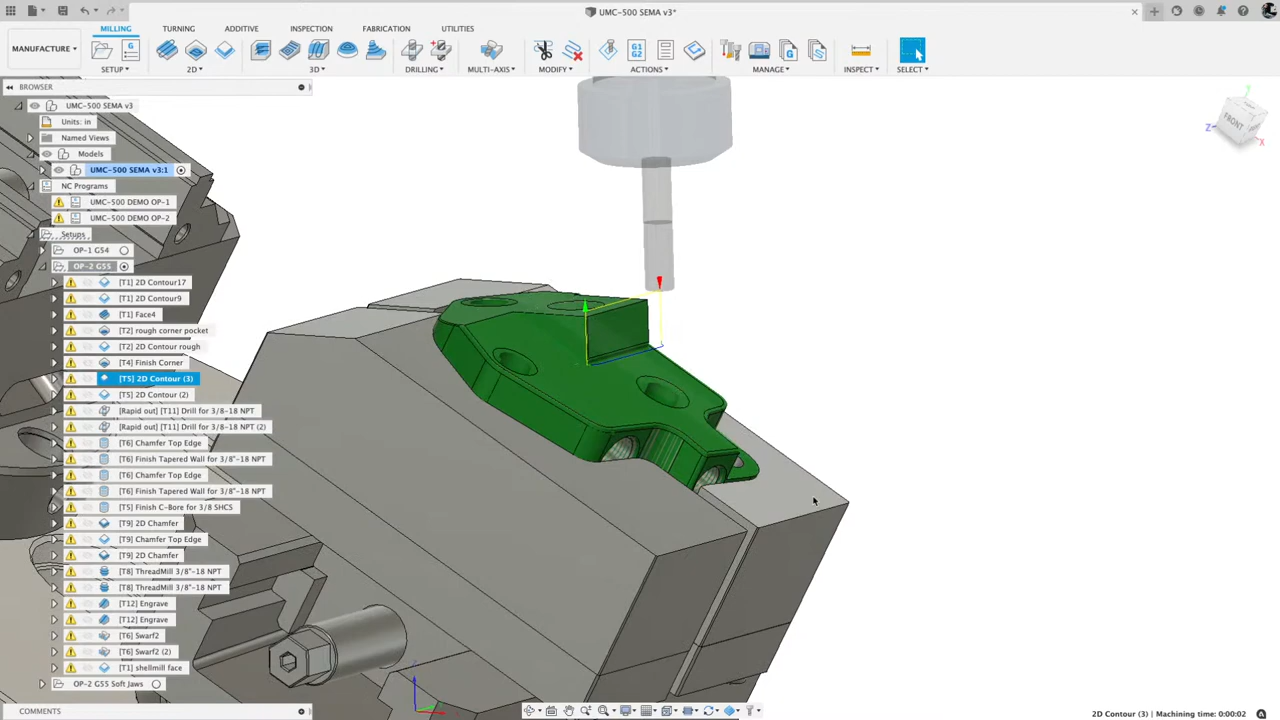 UMC-500 SEMA v3*
MILLING TURNING ADDITIVE INSPECTION FABRICATION UTILITIES
MANUFACTURE
G1
G2
G
SETUP 2D 3D DRILLING MULTI-AXIS MODIFY ACTIONS MANAGE INSPECT SELECT
BROWSER
UMC-500 SEMA v3
Units: in
Named Views
Models
UMC-500 SEMA v3:1
NC Programs
UMC-500 DEMO OP-1
UMC-500 DEMO OP-2
Setups
OP-1 G54
OP-2 G55
[T1] 2D Contour17
[T1] 2D Contour9
[T1] Face4
[T2] rough corner pocket
[T2] 2D Contour rough
[T4] Finish Corner
[T5] 2D Contour (3)
[T5] 2D Contour (2)
[Rapid out] [T11] Drill for 3/8-18 NPT
[Rapid out] [T11] Drill for 3/8-18 NPT (2)
[T6] Chamfer Top Edge
[T6] Finish Tapered Wall for 3/8"-18 NPT
[T6] Chamfer Top Edge
[T6] Finish Tapered Wall for 3/8"-18 NPT
[T5] Finish C-Bore for 3/8 SHCS
[T9] 2D Chamfer
[T9] Chamfer Top Edge
[T9] 2D Chamfer
[T8] ThreadMill 3/8"-18 NPT
[T8] ThreadMill 3/8"-18 NPT
[T12] Engrave
[T12] Engrave
[T6] Swarf2
[T6] Swarf2 (2)
[T1] shellmill face
OP-2 G55 Soft Jaws
COMMENTS
FRONT
Z
X
Y
2D Contour (3) | Machining time: 0:00:02